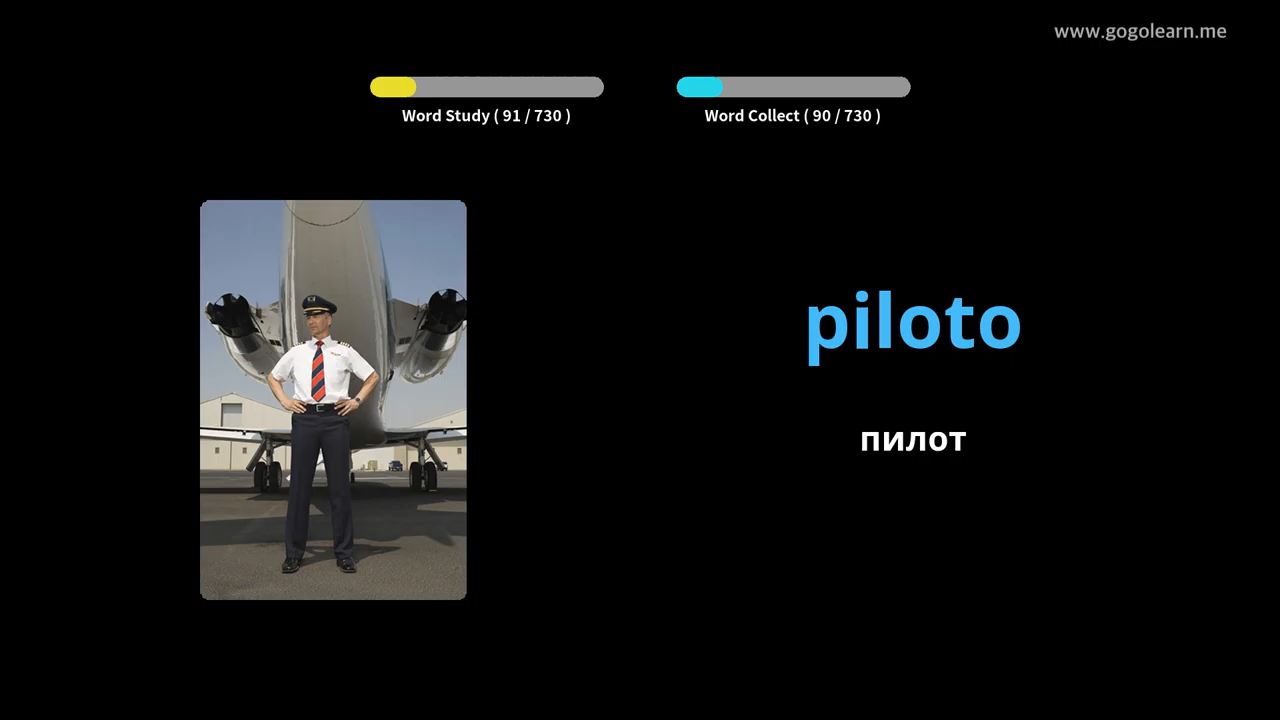 www.gogolearn.me
Word Study ( 91 / 730 )
Word Collect ( 90 / 730 )
piloto
пилот